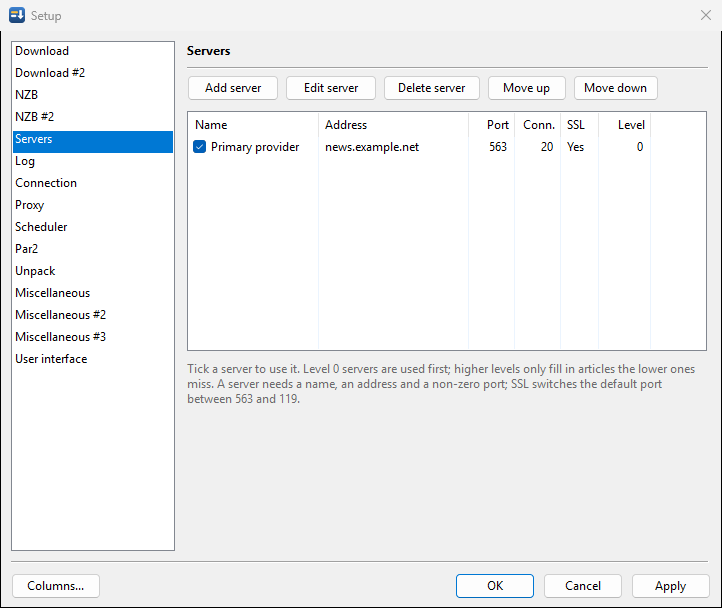 Setup
Download
Download #2
NZB
NZB #2
Servers
Log
Connection
Proxy
Scheduler
Par2
Unpack
Miscellaneous
Miscellaneous #2
Miscellaneous #3
User interface
Servers
Add server Edit server Delete server Move up Move down
Name Address Port Conn. SSL Level
Primary provider news.example.net 563 20 Yes 0
Tick a server to use it. Level 0 servers are used first; higher levels only fill in articles the lower ones
miss. A server needs a name, an address and a non-zero port; SSL switches the default port
between 563 and 119.
Columns... OK Cancel Apply